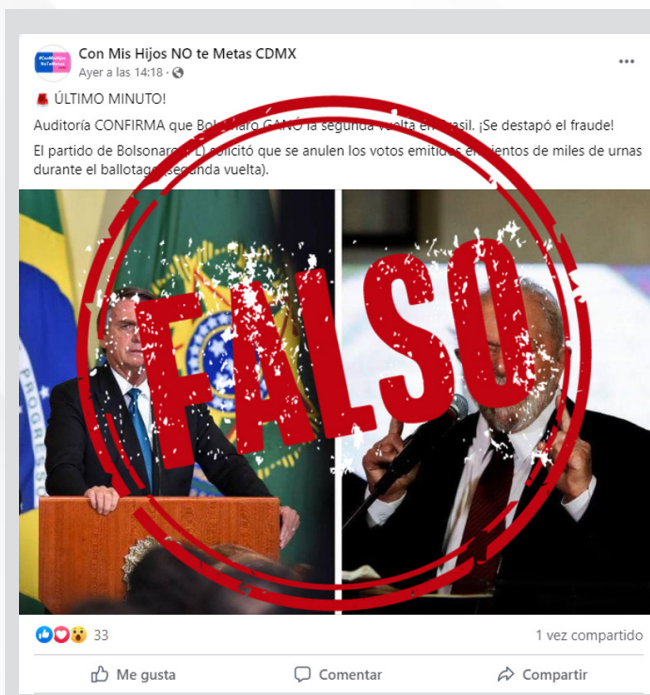 Con Mis Hijos NO te Metas CDMX
Ayer a las 14:18 ·
ÚLTIMO MINUTO!
Auditoría CONFIRMA que Bolsonaro GANÓ la segunda vuelta en Brasil. ¡Se destapó el fraude!
El partido de Bolsonaro L) solicitó que se anulen los votos emitidos en cientos de miles de urnas
durante el ballotage (segunda vuelta).
PROGRESSO
FALSO
33
1 vez compartido
Me gusta
Comentar
Compartir